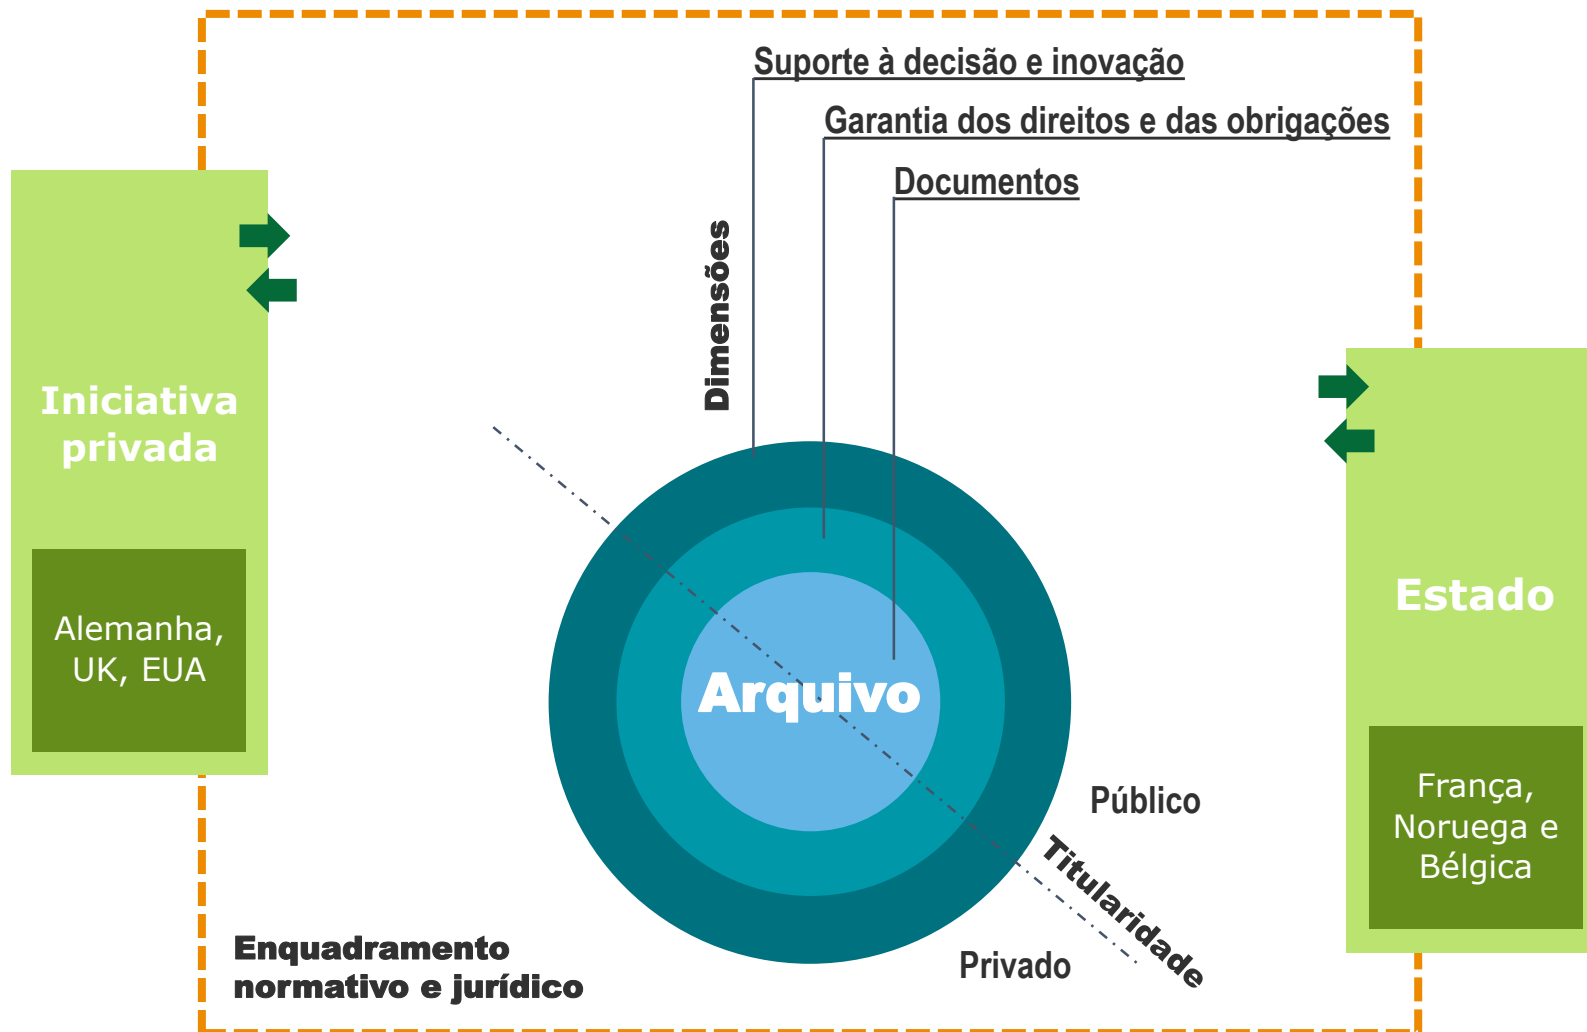 Suporte à decisão e inovação
Garantia dos direitos e das obrigações
Documentos
Dimensões
Iniciativa
privada
Alemanha,
UK, EUA
Arquivo
Estado
França,
Noruega e
Bélgica
Público
Titularidade
Privado
Enquadramento
normativo e jurídico